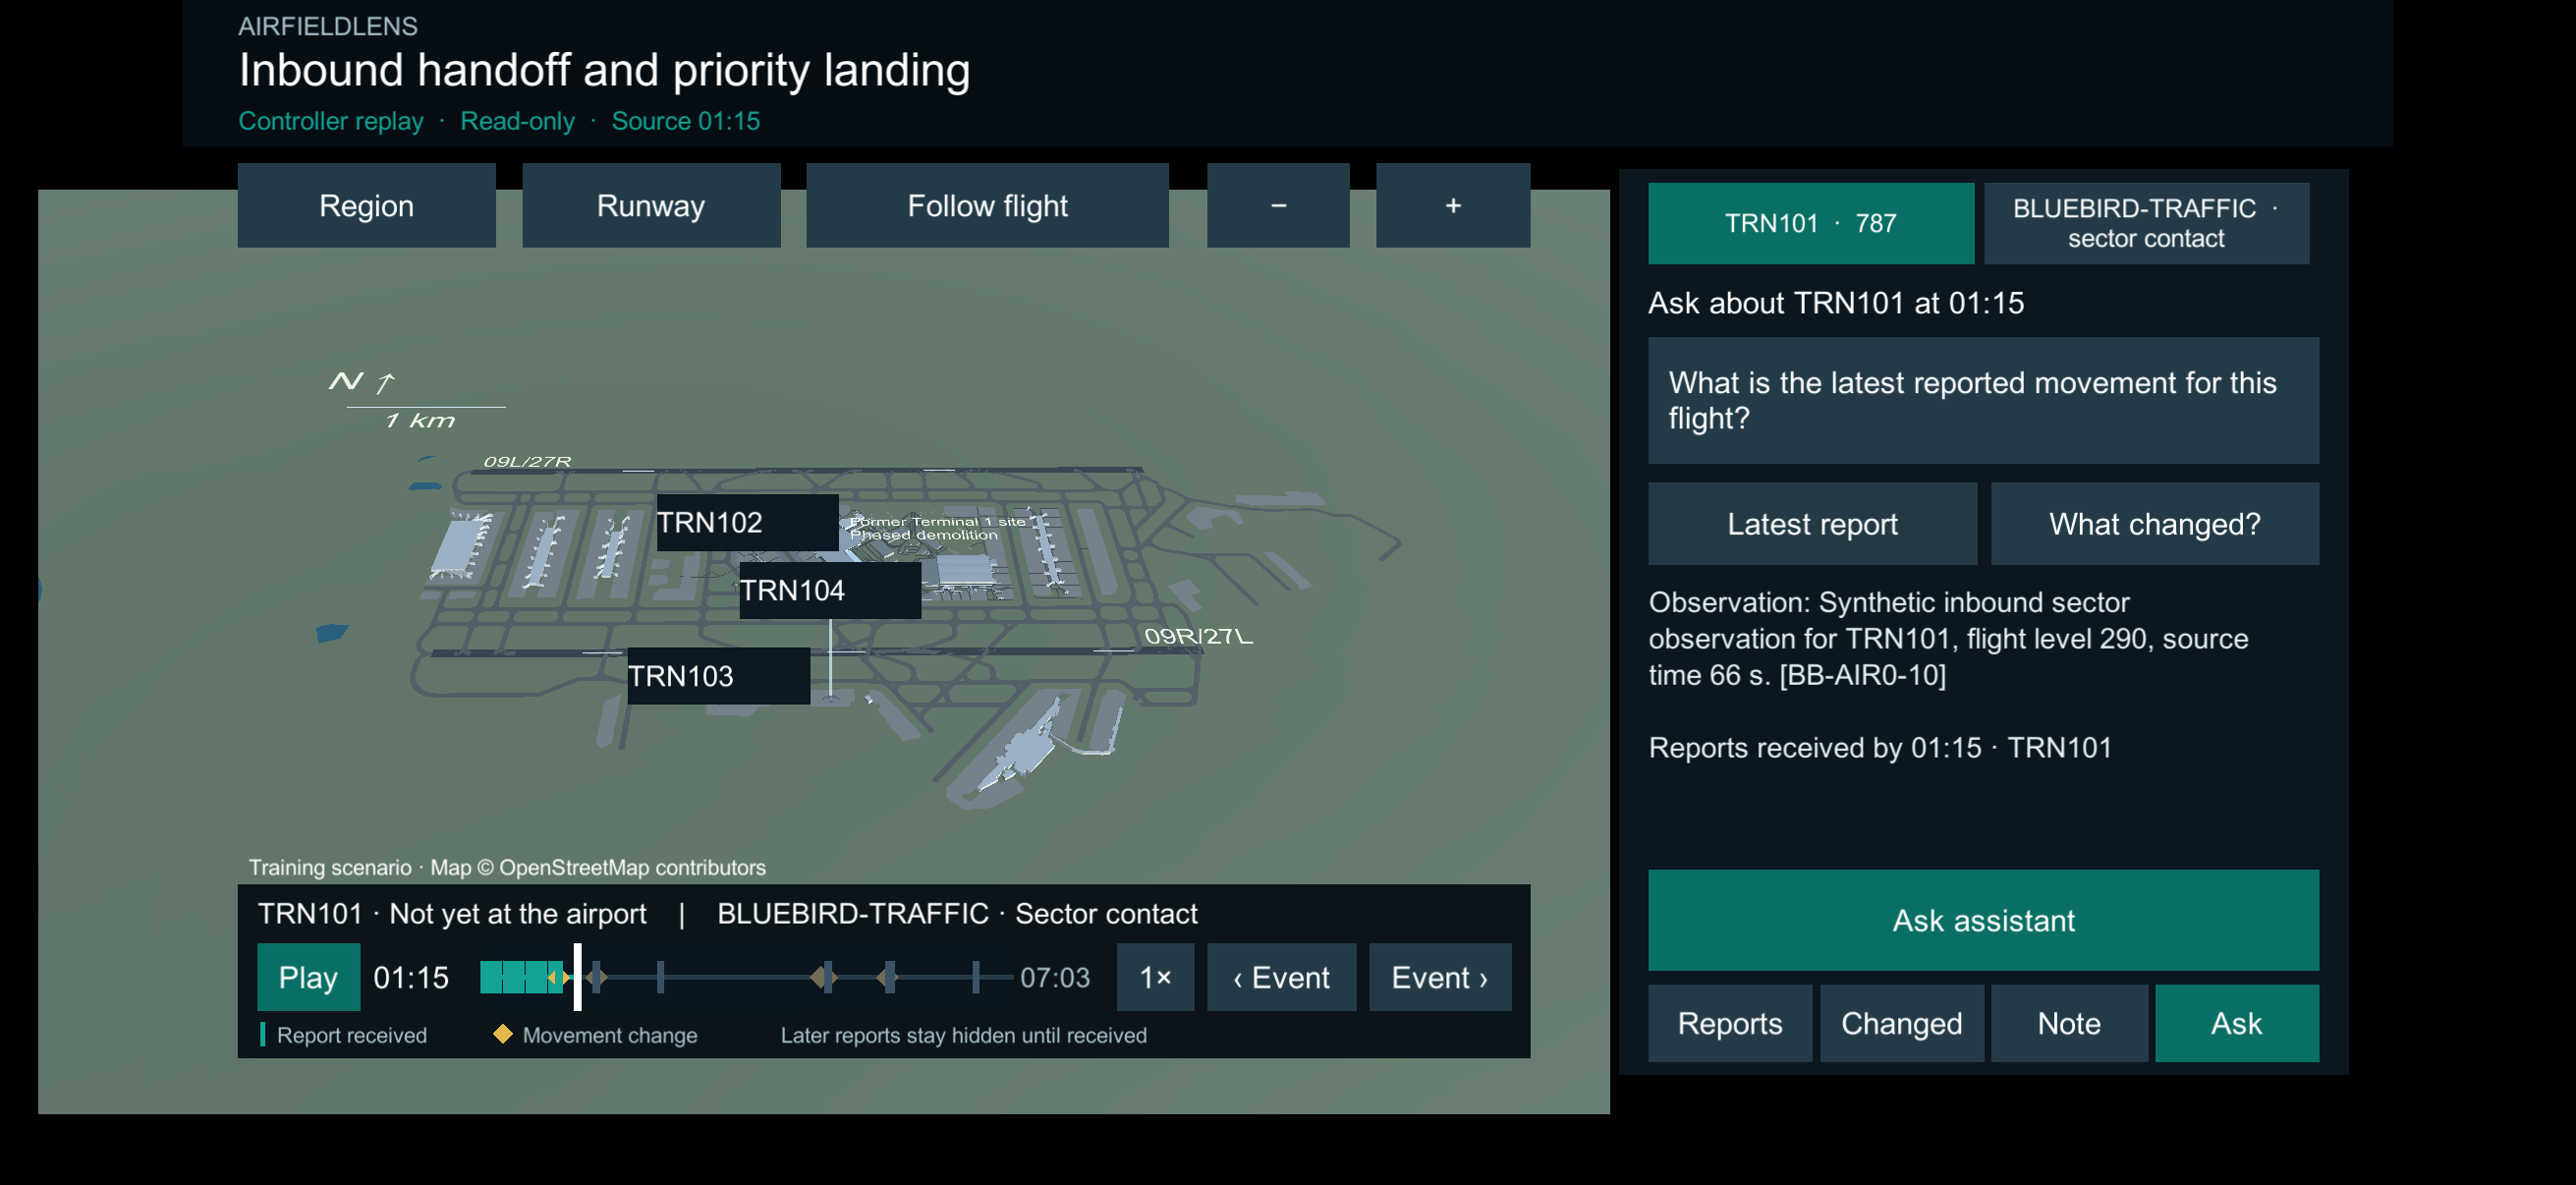 AIRFIELDLENS
Inbound handoff and priority landing
Controller replay · Read-only · Source 01:15
Region
Runway
Follow flight
−
+
N ↑
1 km
09L/27R
TRN102
Former Terminal 1 site
Phased demolition
TRN104
09R/27L
TRN103
Training scenario · Map © OpenStreetMap contributors
TRN101 · Not yet at the airport | BLUEBIRD-TRAFFIC · Sector contact
Play
01:15
07:03
1×
‹ Event
Event ›
Report received
Movement change
Later reports stay hidden until received
TRN101 · 787
BLUEBIRD-TRAFFIC ·
sector contact
Ask about TRN101 at 01:15
What is the latest reported movement for this
flight?
Latest report
What changed?
Observation: Synthetic inbound sector
observation for TRN101, flight level 290, source
time 66 s. [BB-AIR0-10]
Reports received by 01:15 · TRN101
Ask assistant
Reports
Changed
Note
Ask